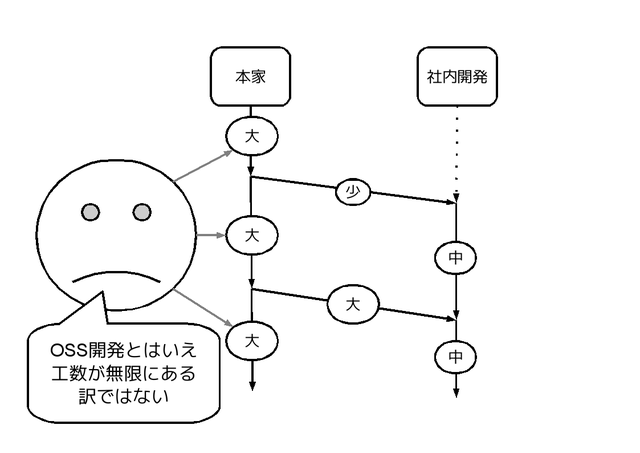 本家
社内開発
大
少
大
中
大
大
中
OSS開発とはいえ
工数が無限にある
訳ではない